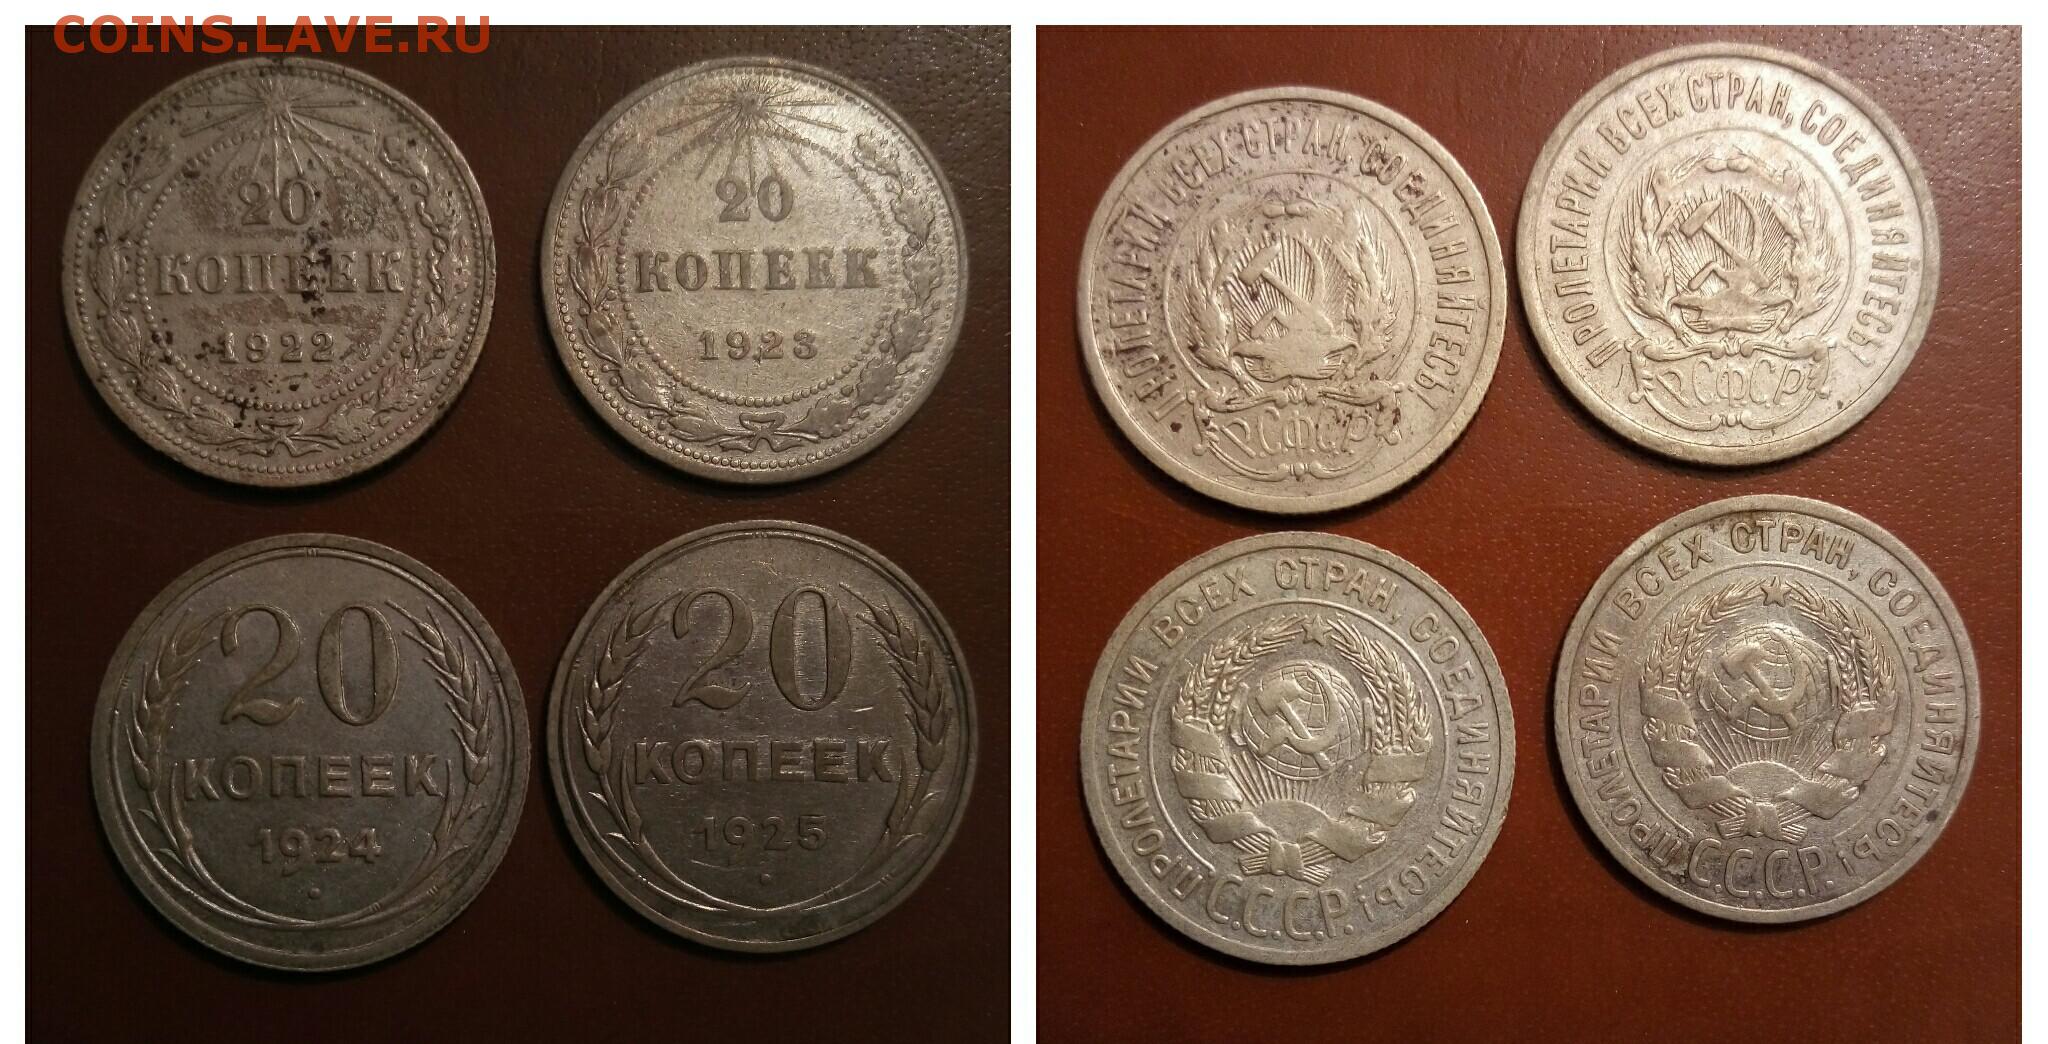 COINS.LAVE.RU
20
КОПЕЕК
1922
20
КОПЕЕК
1923
20
КОПЕЕК
1924
20
КОПЕЕК
1925
ПРОЛЕТАРИИ ВСЕХ СТРАН, СОЕДИНЯЙТЕСЬ!
РСФСР
ПРОЛЕТАРИИ ВСЕХ СТРАН, СОЕДИНЯЙТЕСЬ!
РСФСР
ПРОЛЕТАРИИ ВСЕХ СТРАН, СОЕДИНЯЙТЕСЬ!
С.С.С.Р.
ПРОЛЕТАРИИ ВСЕХ СТРАН, СОЕДИНЯЙТЕСЬ!
С.С.С.Р.